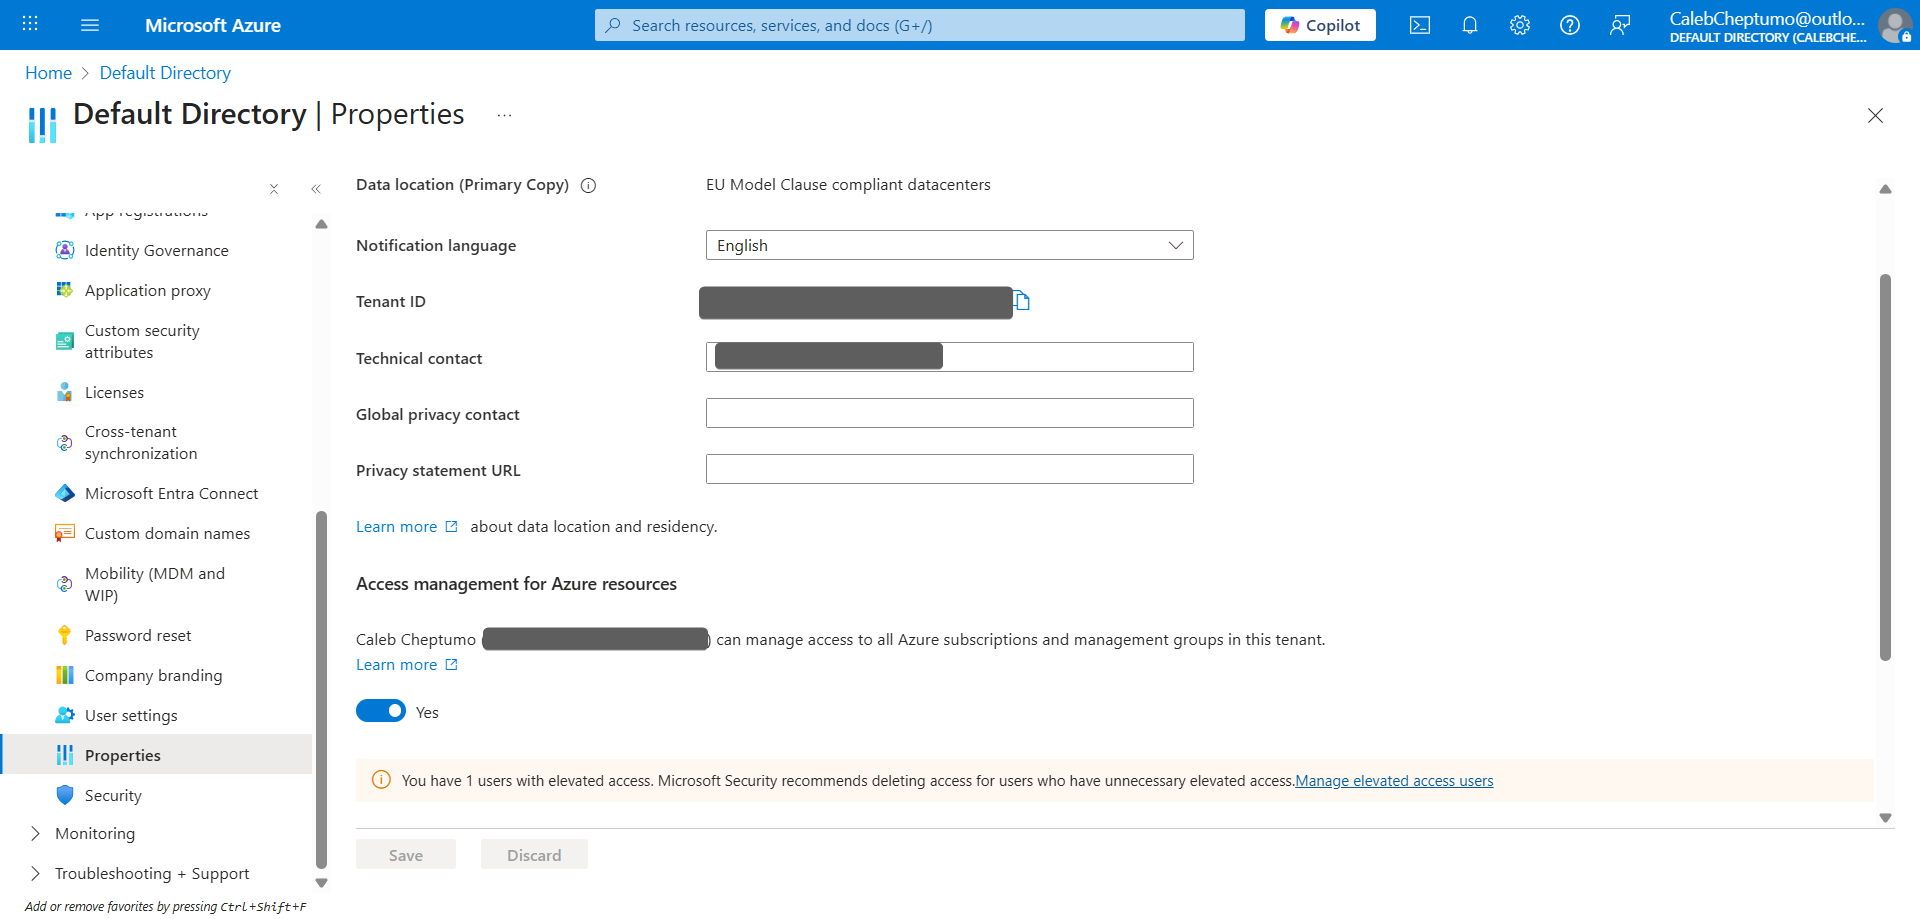 Microsoft Azure
Search resources, services, and docs (G+/)
Copilot
CalebCheptumo@outlo...
DEFAULT DIRECTORY (CALEBCHE...
Home > Default Directory
Default Directory | Properties ...
App registrations
Identity Governance
Application proxy
Custom security
attributes
Licenses
Cross-tenant
synchronization
Microsoft Entra Connect
Custom domain names
Mobility (MDM and
WIP)
Password reset
Company branding
User settings
Properties
Security
Monitoring
Troubleshooting + Support
Add or remove favorites by pressing Ctrl+Shift+F
Data location (Primary Copy)
EU Model Clause compliant datacenters
Notification language
English
Tenant ID
Technical contact
Global privacy contact
Privacy statement URL
Learn more about data location and residency.
Access management for Azure resources
Caleb Cheptumo ( ) can manage access to all Azure subscriptions and management groups in this tenant.
Learn more
Yes
You have 1 users with elevated access. Microsoft Security recommends deleting access for users who have unnecessary elevated access.Manage elevated access users
Save
Discard